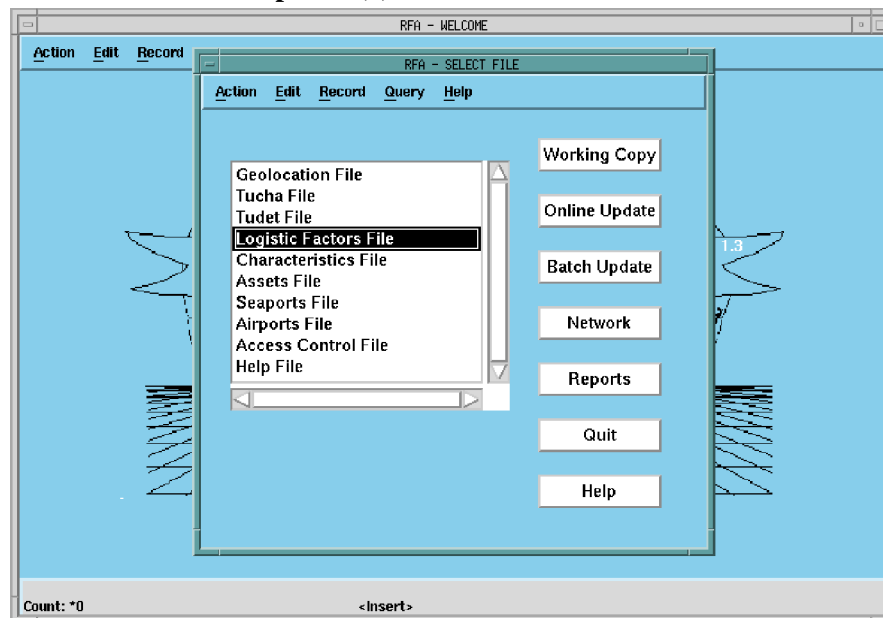 RFA - WELCOME
Action Edit Record
RFA - SELECT FILE
Action Edit Record Query Help
Geolocation File
Tucha File
Tudet File
Logistic Factors File
Characteristics File
Assets File
Seaports File
Airports File
Access Control File
Help File
Working Copy
Online Update
Batch Update
Network
Reports
Quit
Help
1.3
Count: *0 <Insert>